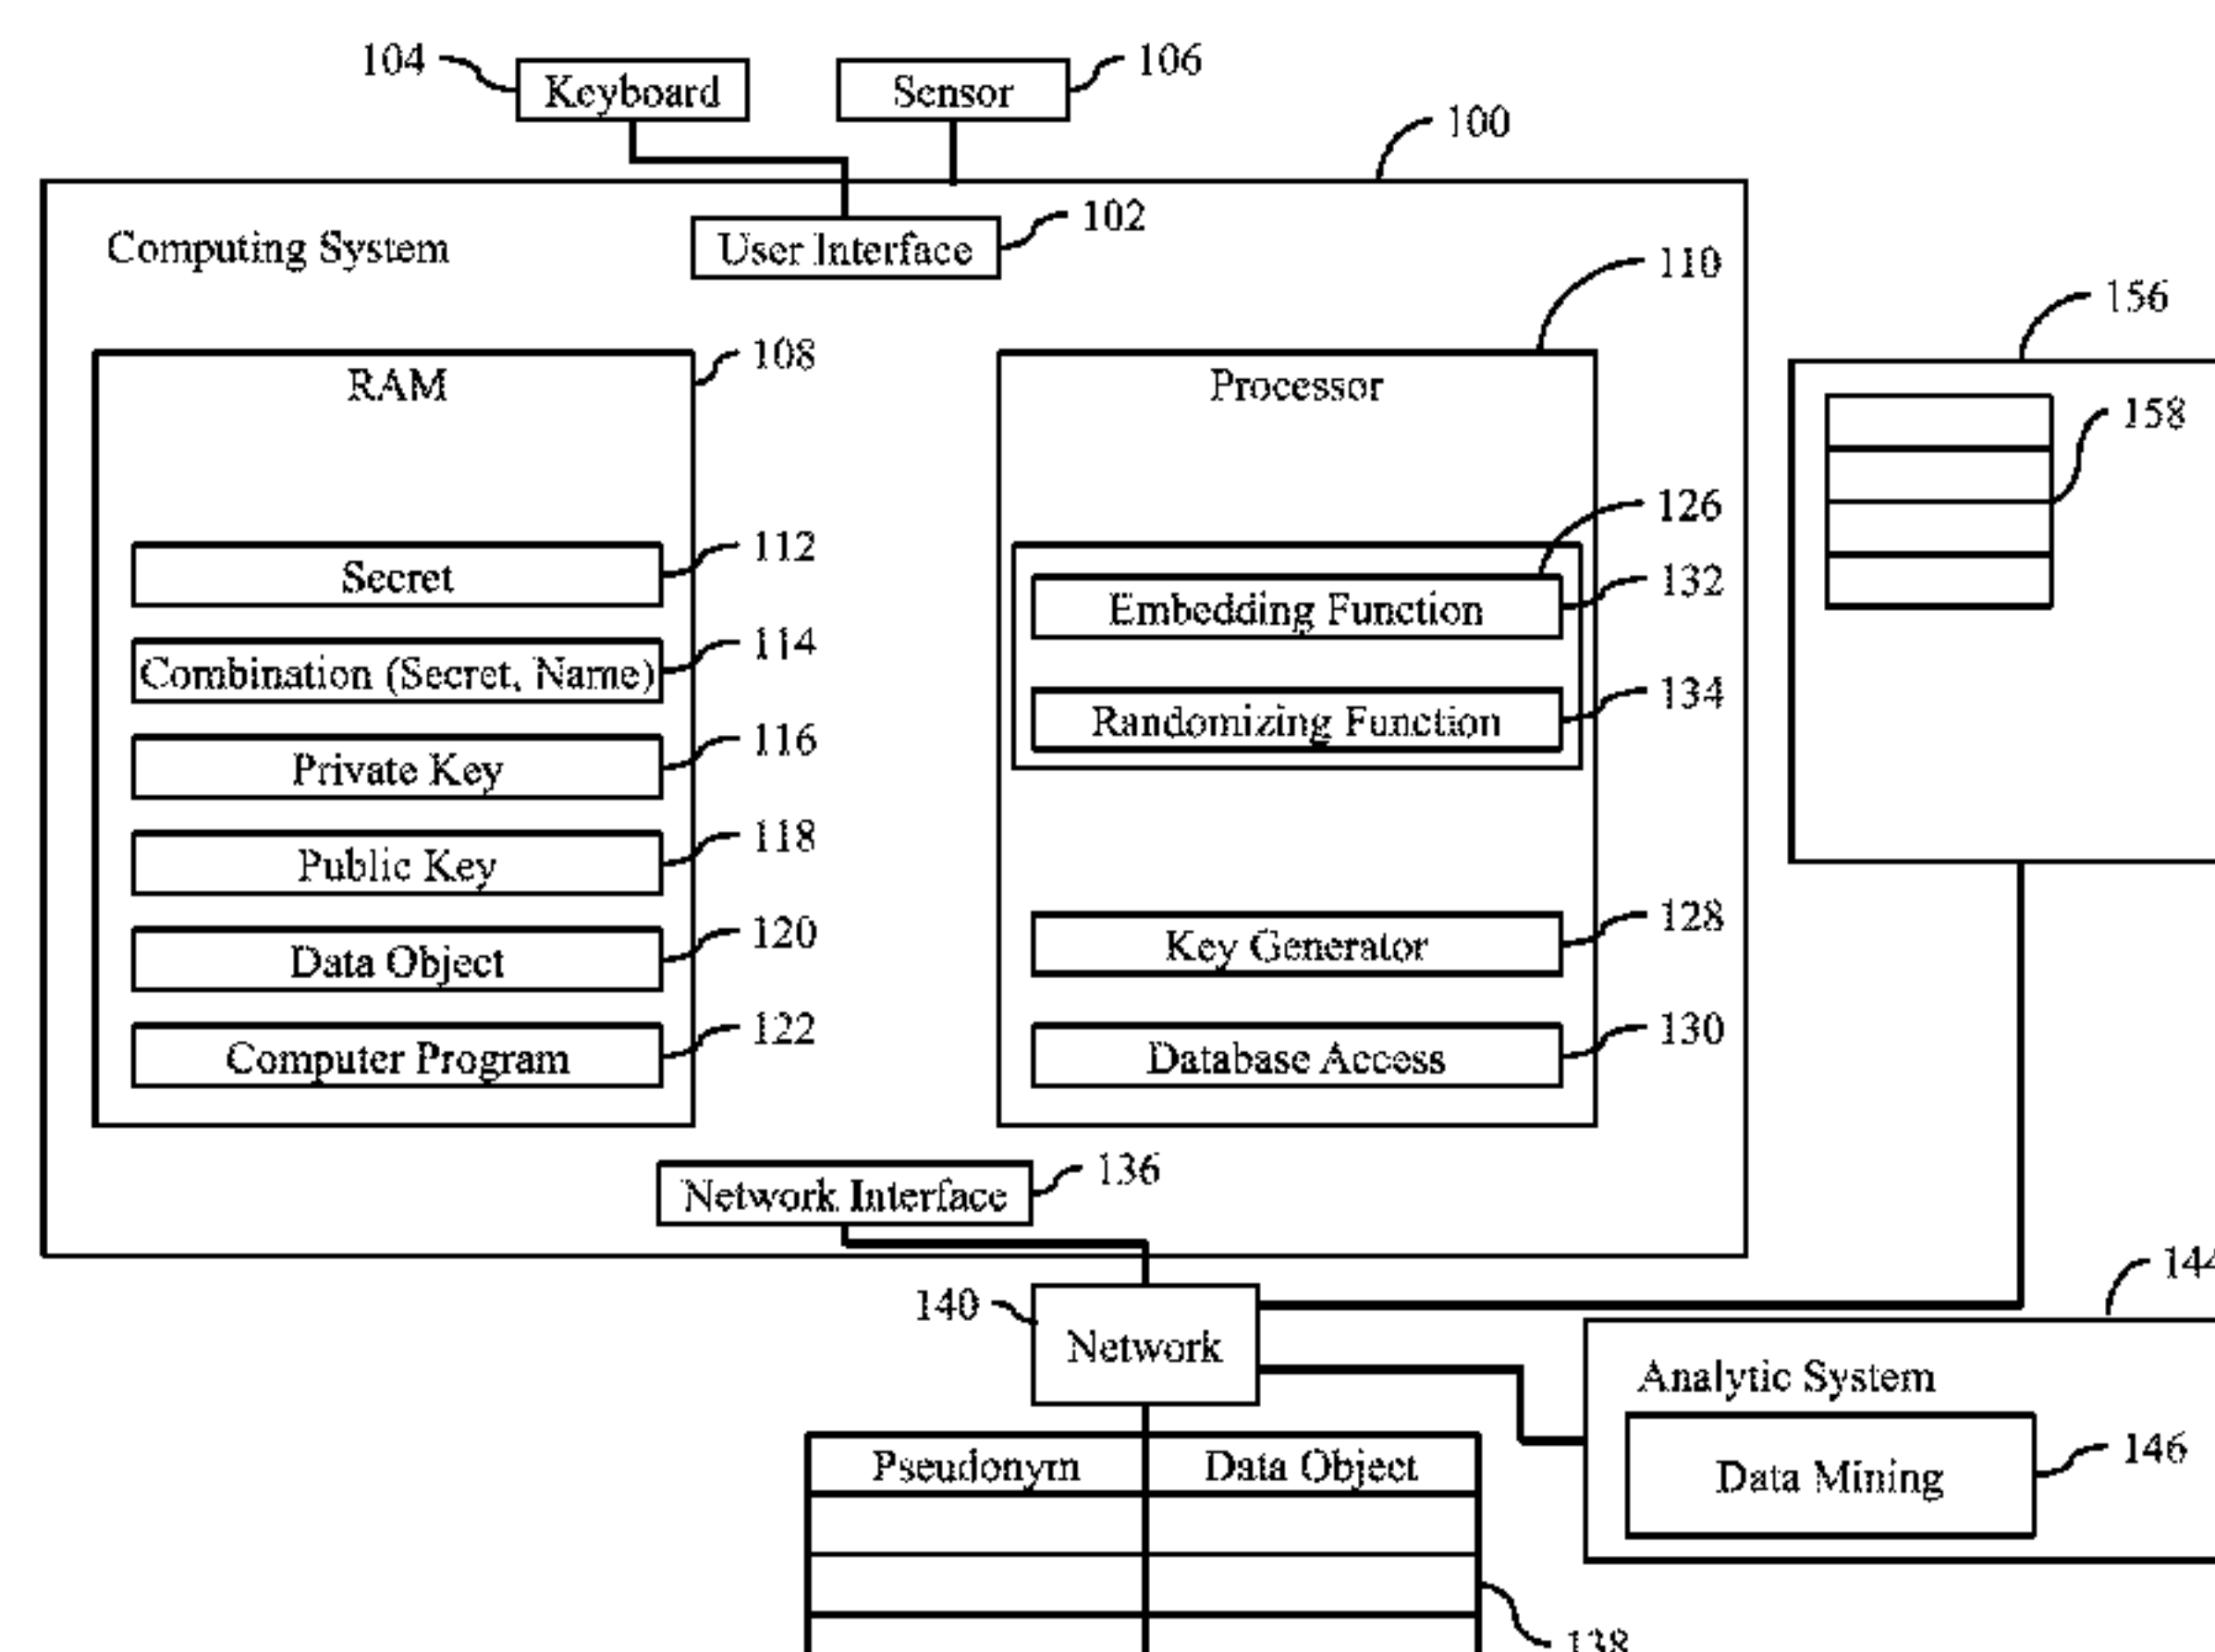 104
Keyboard
Sensor
106
100
Computing System
User Interface
102
110
156
RAM
108
Processor
158
126
Secret
112
Embedding Function
132
Combination (Secret, Name)
114
Randomizing Function
134
Private Key
116
Public Key
118
Key Generator
128
Data Object
120
Computer Program
122
Database Access
130
Network Interface
136
140
Network
144
Analytic System
Data Mining
146
Pseudonym
Data Object
138